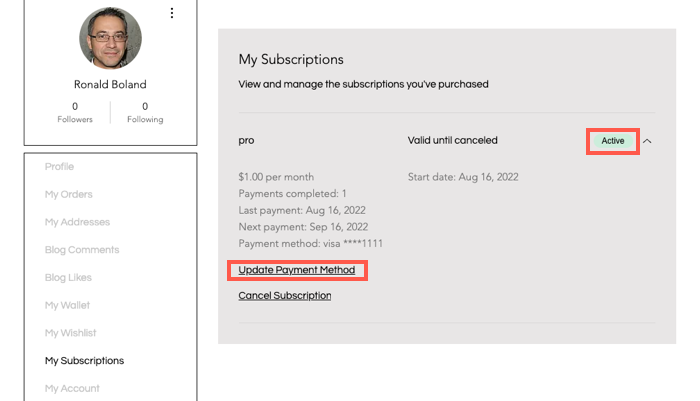 Ronald Boland
0 0
Followers Following
Profile
My Orders
My Addresses
Blog Comments
Blog Likes
My Wallet
My Wishlist
My Subscriptions
My Account
My Subscriptions
View and manage the subscriptions you've purchased
pro Valid until canceled Active
$1.00 per month Start date: Aug 16, 2022
Payments completed: 1
Last payment: Aug 16, 2022
Next payment: Sep 16, 2022
Payment method: visa ****1111
Update Payment Method
Cancel Subscription